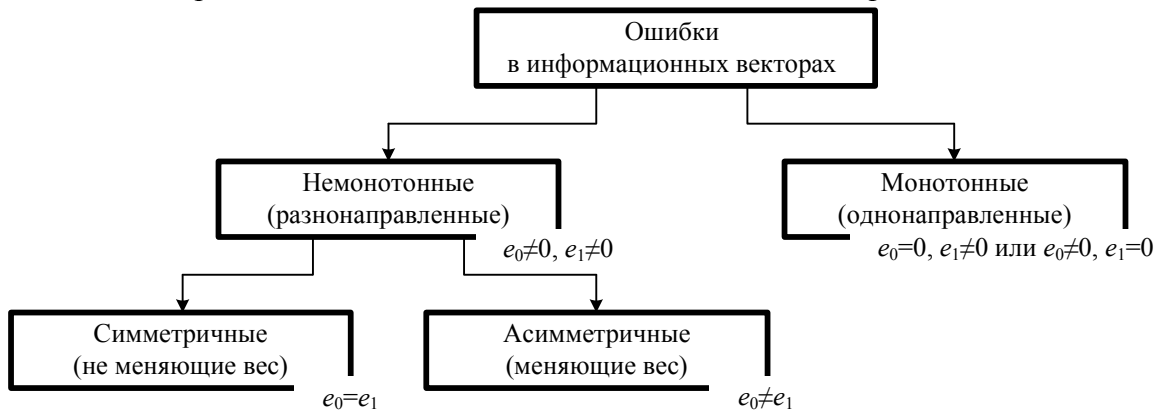 Ошибки
в информационных векторах
Немонотонные
(разнонаправленные)
e₀≠0, e₁≠0
Монотонные
(однонаправленные)
e₀=0, e₁≠0 или e₀≠0, e₁=0
Симметричные
(не меняющие вес)
e₀=e₁
Асимметричные
(меняющие вес)
e₀≠e₁